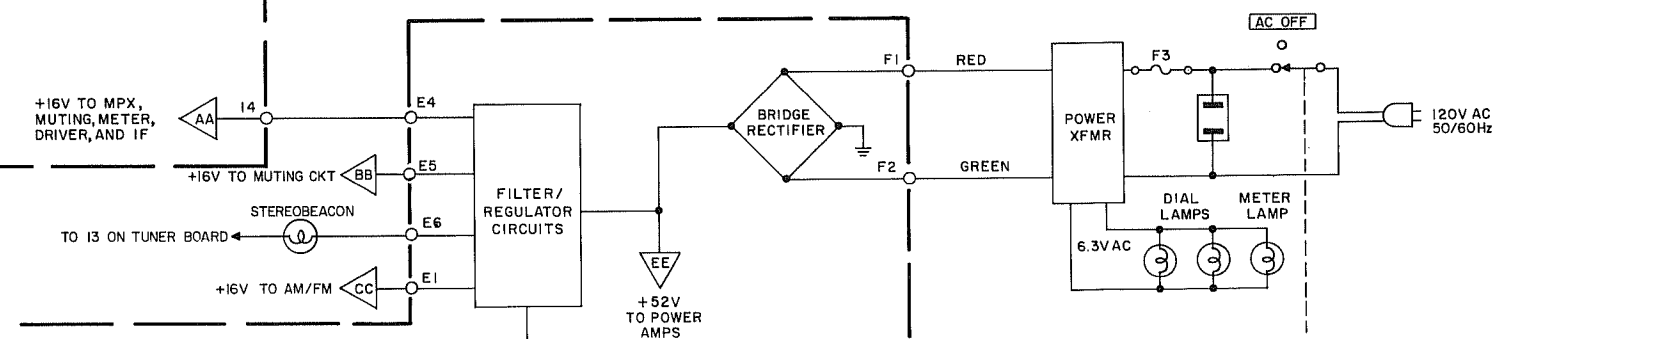 AC OFF
+16V TO MPX,
MUTING, METER,
DRIVER, AND IF
AA
14
E4
F1
RED
F3
BRIDGE
RECTIFIER
POWER
XFMR
120V AC
50/60Hz
+16V TO MUTING CKT
BB
E5
FILTER/
REGULATOR
CIRCUITS
F2
GREEN
STEREOBEACON
TO 13 ON TUNER BOARD
E6
DIAL
LAMPS
METER
LAMP
6.3V AC
+16V TO AM/FM
CC
E1
EE
+52V
TO POWER
AMPS